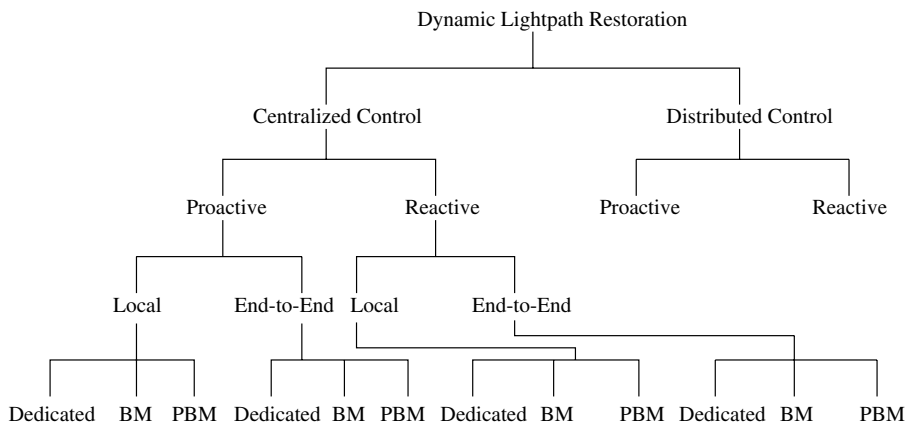 Dynamic Lightpath Restoration
Centralized Control Distributed Control
Proactive Reactive Proactive Reactive
Local End-to-End Local End-to-End
Dedicated BM PBM Dedicated BM PBM Dedicated BM PBM Dedicated BM PBM